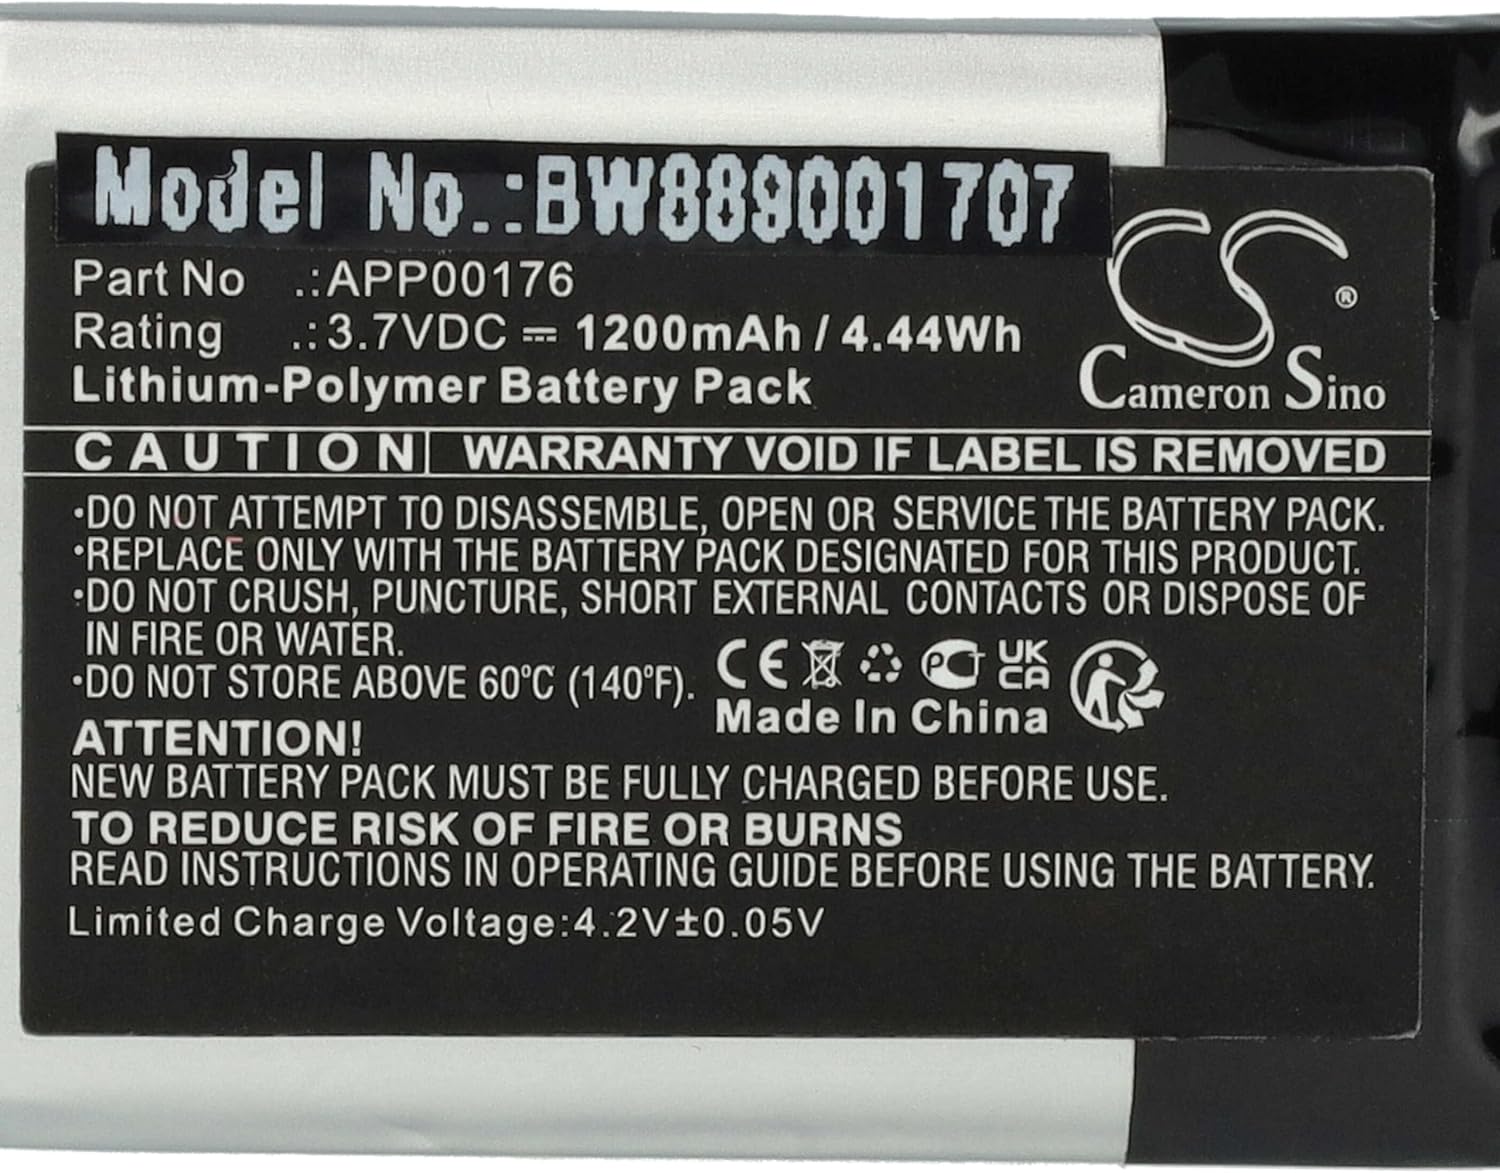 Model No.:BW889001707
Part No .:APP00176
Rating .:3.7VDC ⎓ 1200mAh / 4.44Wh
Lithium-Polymer Battery Pack
CS ®
Cameron Sino
CAUTION| WARRANTY VOID IF LABEL IS REMOVED
·DO NOT ATTEMPT TO DISASSEMBLE, OPEN OR SERVICE THE BATTERY PACK.
·REPLACE ONLY WITH THE BATTERY PACK DESIGNATED FOR THIS PRODUCT.
·DO NOT CRUSH, PUNCTURE, SHORT EXTERNAL CONTACTS OR DISPOSE OF
IN FIRE OR WATER.
·DO NOT STORE ABOVE 60°C (140°F).
CE PCT UK
CA
Made In China
ATTENTION!
NEW BATTERY PACK MUST BE FULLY CHARGED BEFORE USE.
TO REDUCE RISK OF FIRE OR BURNS
READ INSTRUCTIONS IN OPERATING GUIDE BEFORE USING THE BATTERY.
Limited Charge Voltage:4.2V±0.05V